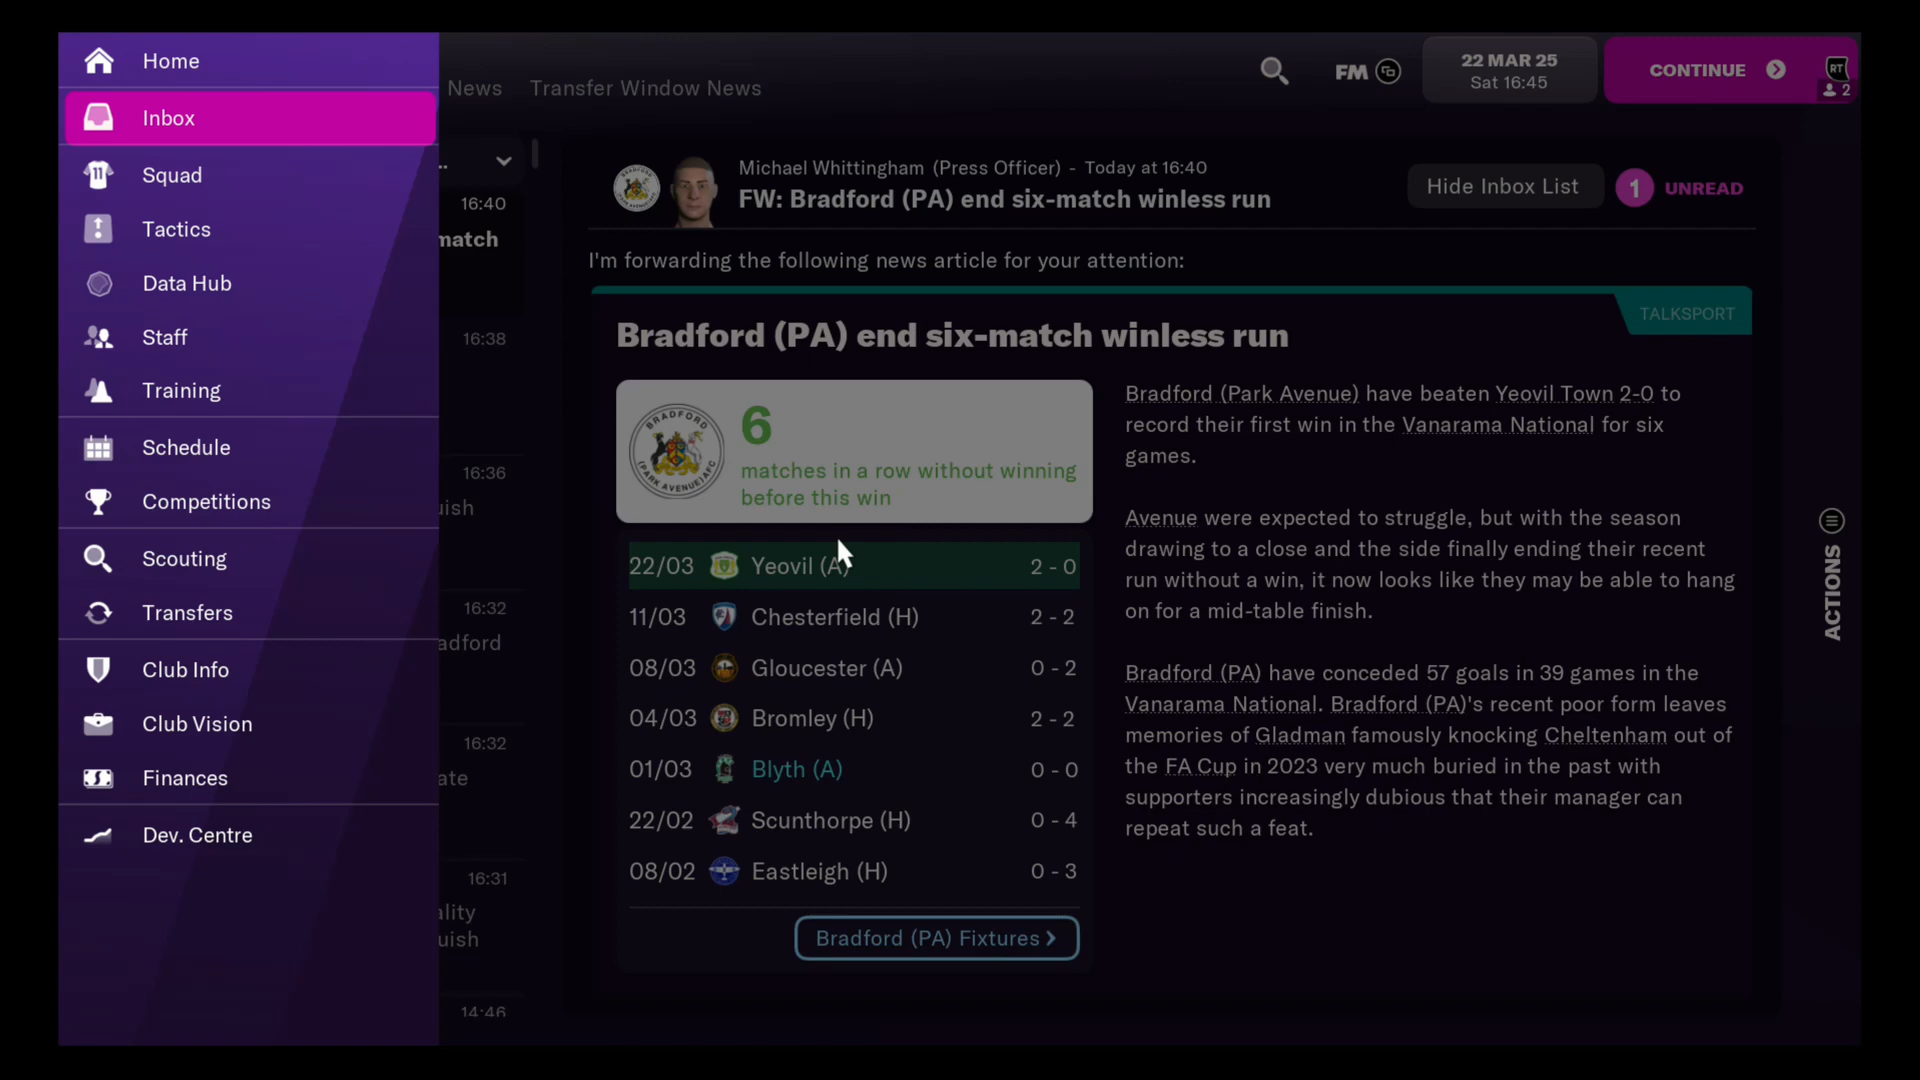 Home
Inbox
Squad
Tactics
Data Hub
Staff
Training
Schedule
Competitions
Scouting
Transfers
Club Info
Club Vision
Finances
Dev. Centre
News
Transfer Window News
FM
22 MAR 25
Sat 16:45
CONTINUE
RT
2
..
16:40
match
16:38
16:36
uish
16:32
adford
16:32
ate
16:31
ality
uish
14:46
Michael Whittingham (Press Officer) - Today at 16:40
FW: Bradford (PA) end six-match winless run
Hide Inbox List
1 UNREAD
I'm forwarding the following news article for your attention:
TALKSPORT
Bradford (PA) end six-match winless run
BRADFORD
(PARK AVENUE) AFC
6
matches in a row without winning
before this win
22/03 Yeovil (A) 2 - 0
11/03 Chesterfield (H) 2 - 2
08/03 Gloucester (A) 0 - 2
04/03 Bromley (H) 2 - 2
01/03 Blyth (A) 0 - 0
22/02 Scunthorpe (H) 0 - 4
08/02 Eastleigh (H) 0 - 3
Bradford (PA) Fixtures
Bradford (Park Avenue) have beaten Yeovil Town 2-0 to
record their first win in the Vanarama National for six
games.
Avenue were expected to struggle, but with the season
drawing to a close and the side finally ending their recent
run without a win, it now looks like they may be able to hang
on for a mid-table finish.
Bradford (PA) have conceded 57 goals in 39 games in the
Vanarama National. Bradford (PA)'s recent poor form leaves
memories of Gladman famously knocking Cheltenham out of
the FA Cup in 2023 very much buried in the past with
supporters increasingly dubious that their manager can
repeat such a feat.
ACTIONS